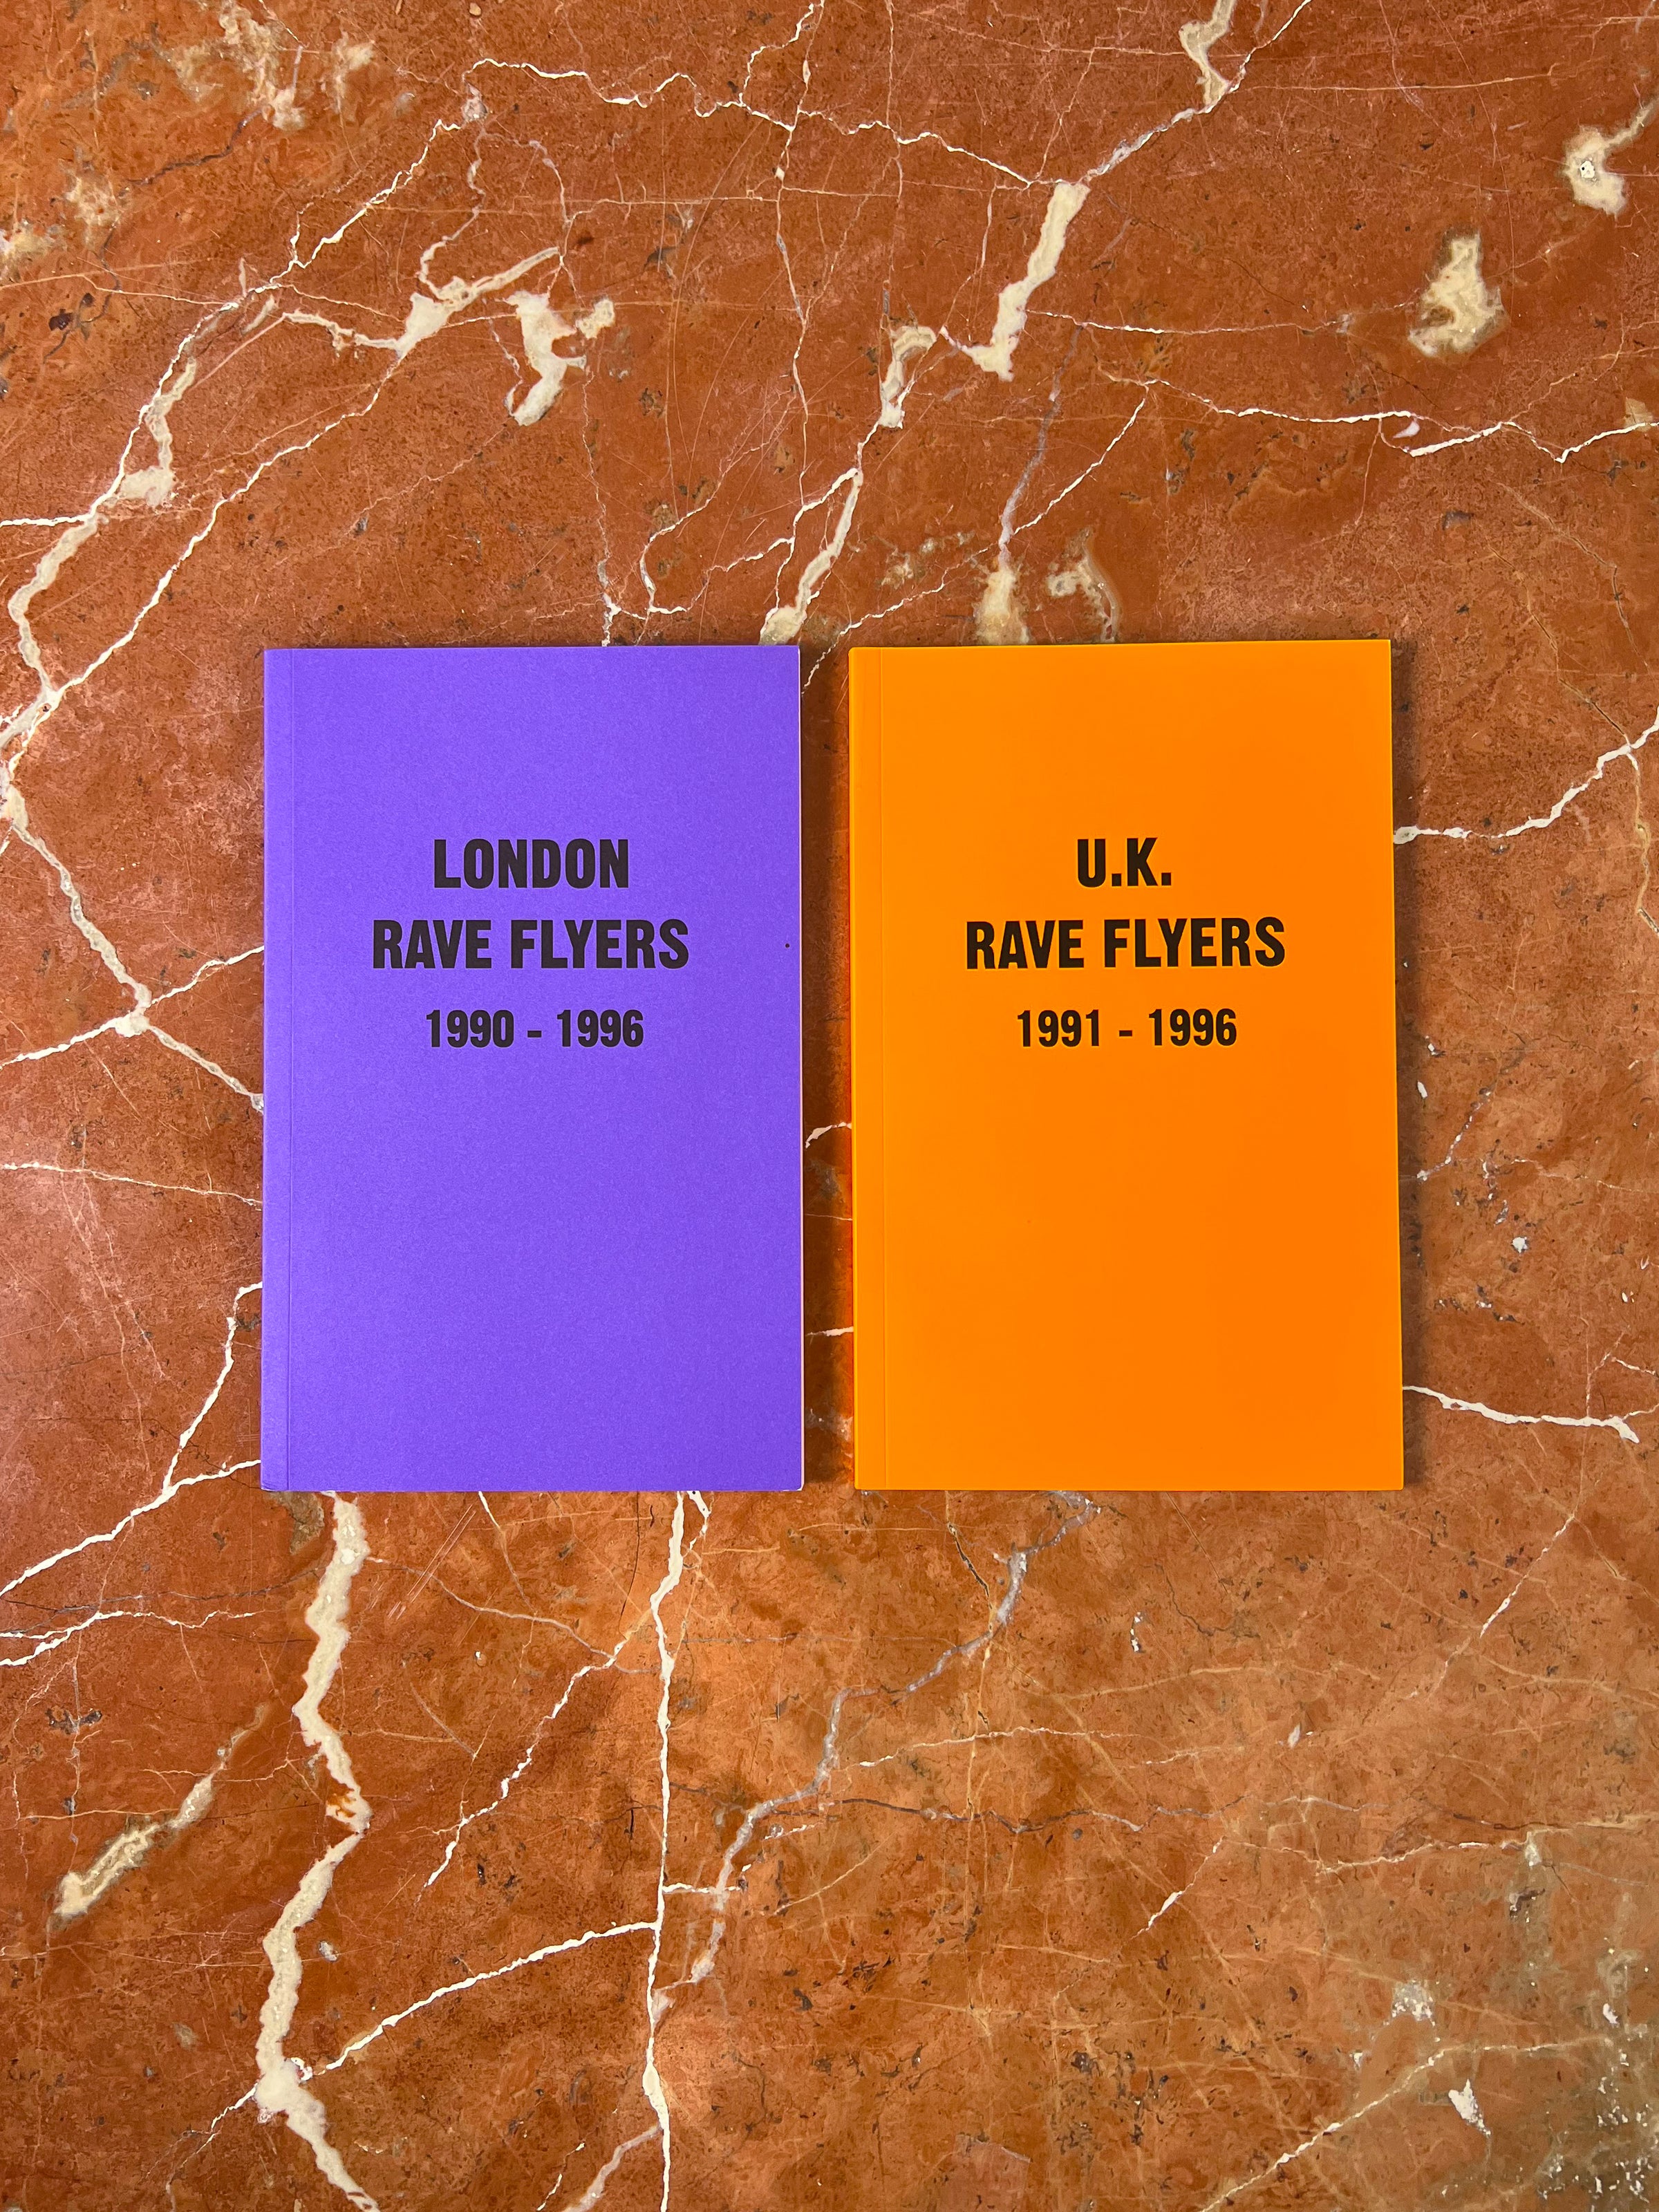 LONDON
RAVE FLYERS
1990 - 1996
U.K.
RAVE FLYERS
1991 - 1996